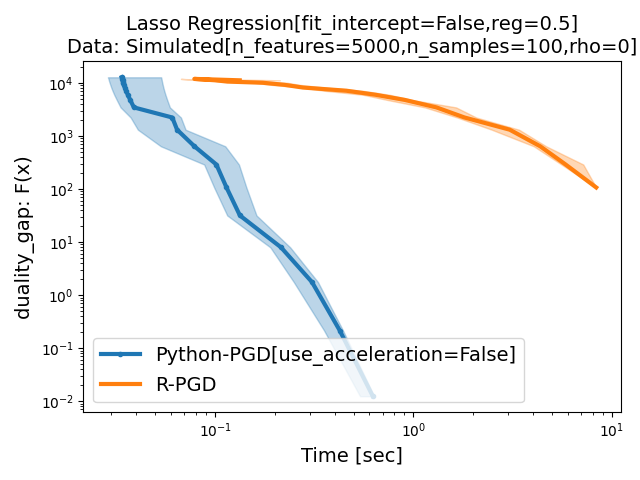 Lasso Regression[fit_intercept=False,reg=0.5]
Data: Simulated[n_features=5000,n_samples=100,rho=0]
duality_gap: F(x)
10⁴
10³
10²
10¹
10⁰
10⁻¹
10⁻²
Python-PGD[use_acceleration=False]
R-PGD
10⁻¹ 10⁰ 10¹
Time [sec]